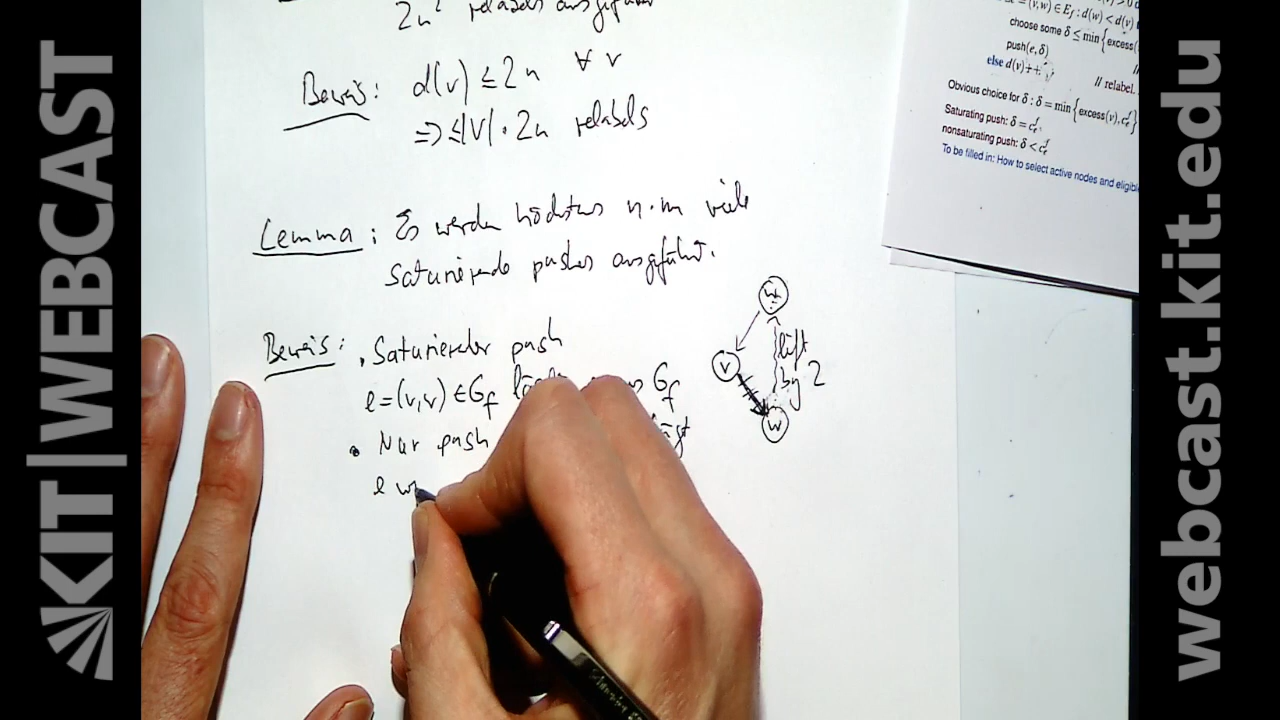 2n² relabels ausgeführt
Beweis: d(v) ≤ 2n ∀ v
=> ≤|V| · 2n relabels
Lemma: Es werden höchstens n·m viele
saturierende pushes ausgeführt.
Beweis: • Saturierender push
e=(v,v) ∈ G_f G_f
• Nur push
e
v
w
lift
by 2
= (v,w) ∈ E_f : d(w) < d(v)
choose some δ ≤ min{excess(
push(e,δ)
else d(v)++ // relabel.
Obvious choice for δ : δ = min{excess(v), c_e^f}
Saturating push: δ = c_e^f.
nonsaturating push: δ < c_e^f
To be filled in: How to select active nodes and eligible
KIT|WEBCAST
webcast.kit.edu